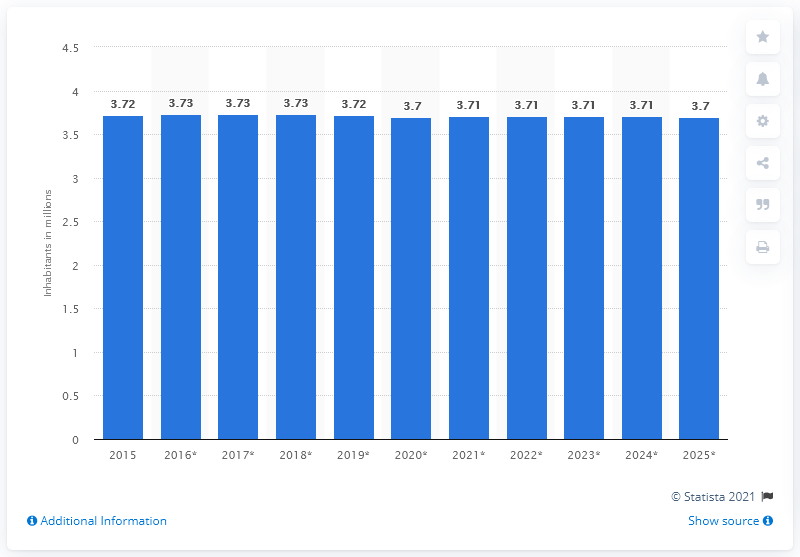 4.5
4
3.5
3
2.5
2
1.5
1
0.5
0
Inhabitants in millions
3.72 3.73 3.73 3.73 3.72 3.7 3.71 3.71 3.71 3.71 3.7
2015 2016* 2017* 2018* 2019* 2020* 2021* 2022* 2023* 2024* 2025*
© Statista 2021
Additional Information Show source